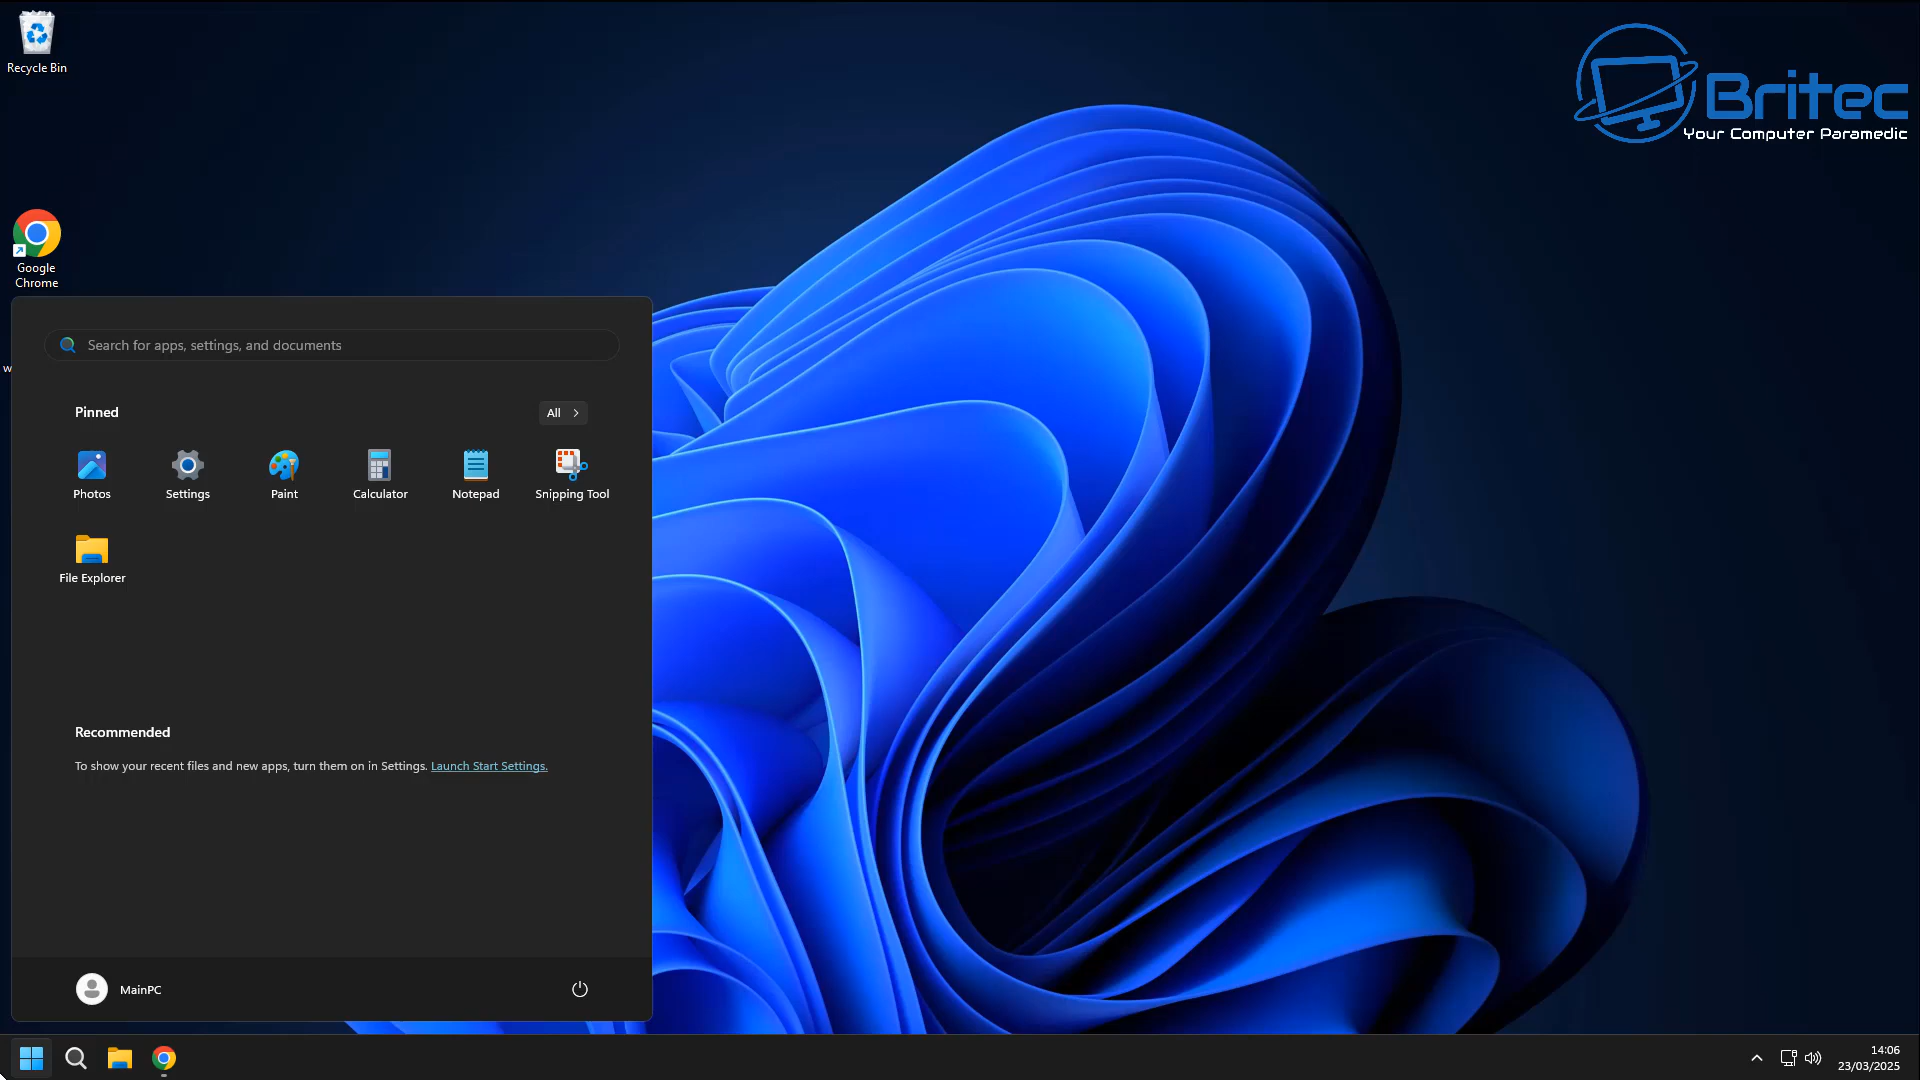 Recycle Bin
Britec
Your Computer Paramedic
Google
Chrome
Search for apps, settings, and documents
w
Pinned
All
Photos
Settings
Paint
Calculator
Notepad
Snipping Tool
File Explorer
Recommended
To show your recent files and new apps, turn them on in Settings. Launch Start Settings.
MainPC
14:06
23/03/2025